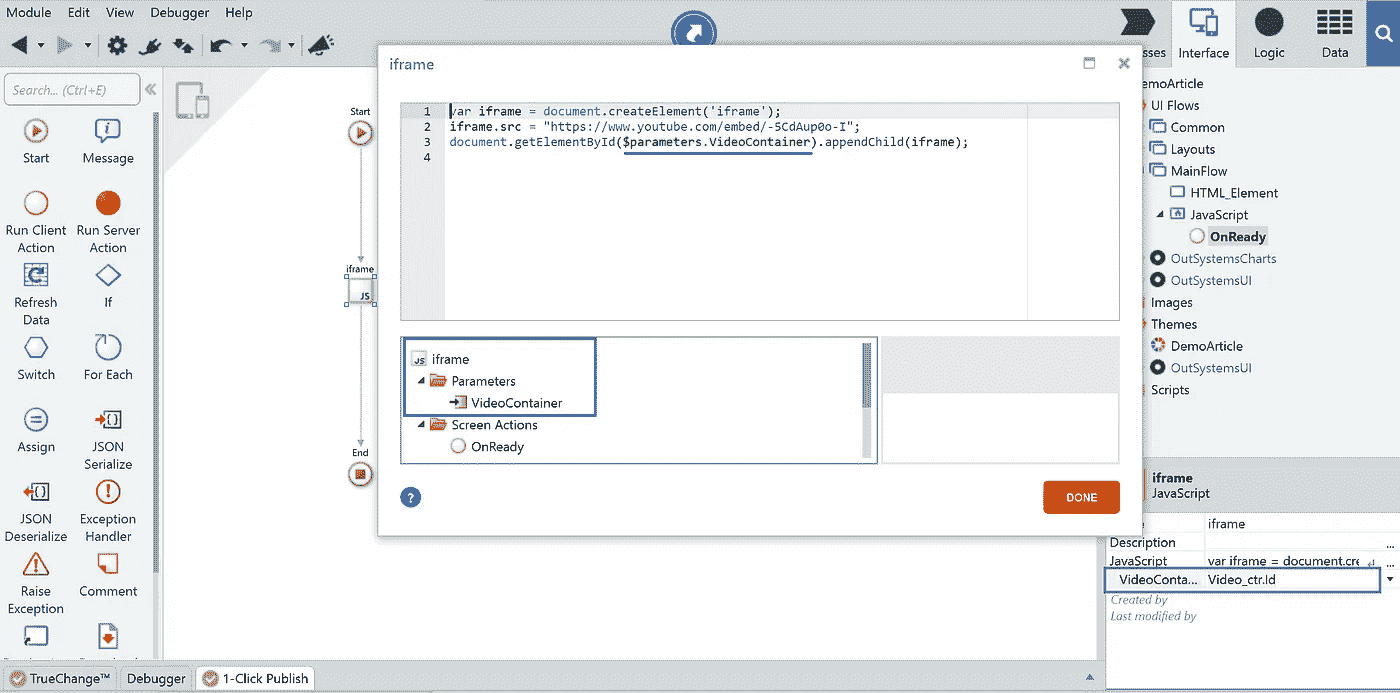 Module Edit View Debugger Help
sses
Interface
Logic
Data
Search... (Ctrl+E)
Start
Message
Run Client Action
Run Server Action
Refresh Data
If
Switch
For Each
Assign
JSON Serialize
JSON Deserialize
Exception Handler
Raise Exception
Comment
Start
iframe
JS
End
iframe
1 var iframe = document.createElement('iframe');
2 iframe.src = "https://www.youtube.com/embed/-5CdAup0o-I";
3 document.getElementById($parameters.VideoContainer).appendChild(iframe);
4
JS iframe
Parameters
VideoContainer
Screen Actions
OnReady
?
DONE
emoArticle
UI Flows
Common
Layouts
MainFlow
HTML_Element
JavaScript
OnReady
OutSystemsCharts
OutSystemsUI
Images
Themes
DemoArticle
OutSystemsUI
Scripts
iframe
JavaScript
iframe
Description ...
JavaScript var iframe = document.cre ...
VideoConta... Video_ctr.Id
Created by
Last modified by
TrueChange™ Debugger 1-Click Publish